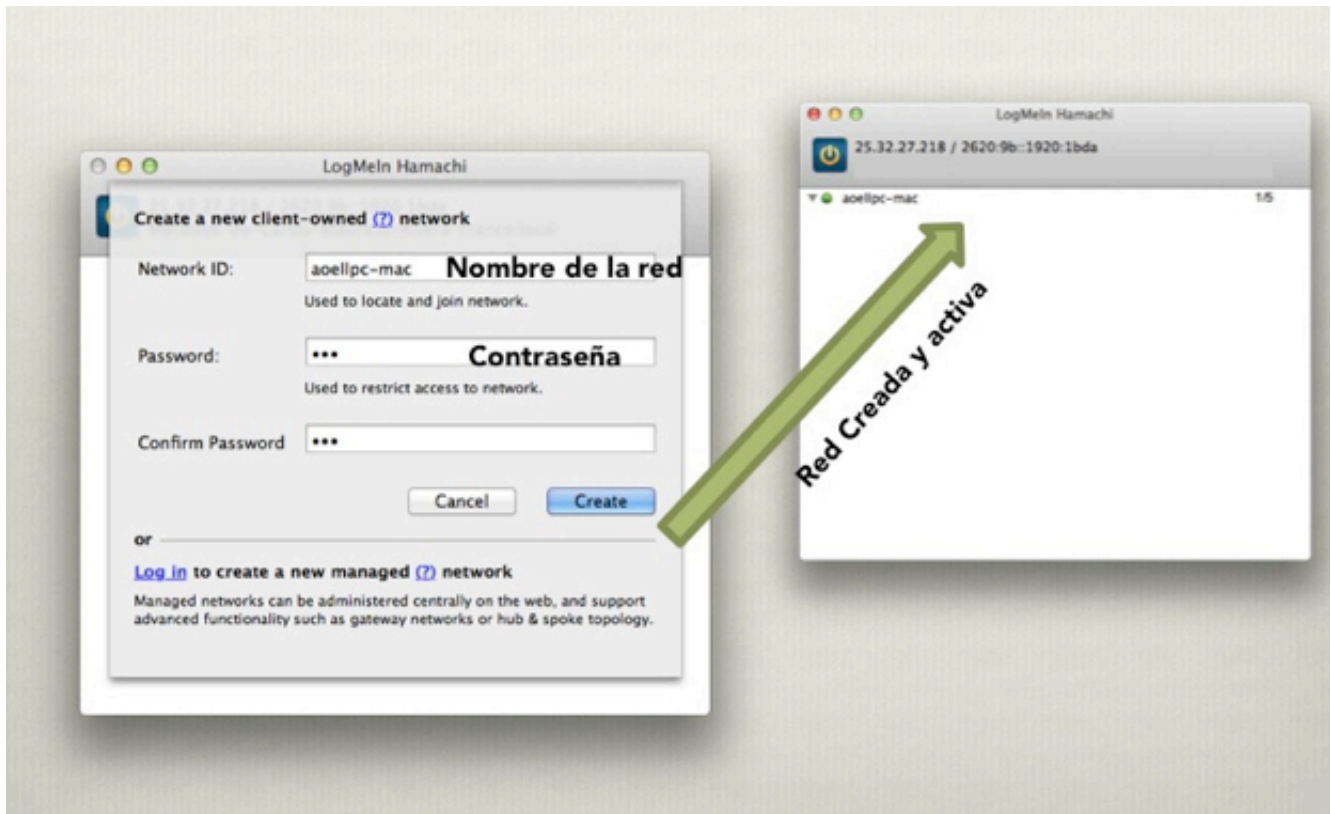 LogMeIn Hamachi
Create a new client-owned (?) network
Network ID:
aoellpc-mac
Nombre de la red
Used to locate and join network.
Password:
•••
Contraseña
Used to restrict access to network.
Confirm Password
•••
Cancel
Create
or
Log in to create a new managed (?) network
Managed networks can be administered centrally on the web, and support
advanced functionality such as gateway networks or hub & spoke topology.
Red Creada y activa
LogMeIn Hamachi
25.32.27.218 / 2620:9b::1920:1bda
aoellpc-mac
1/5